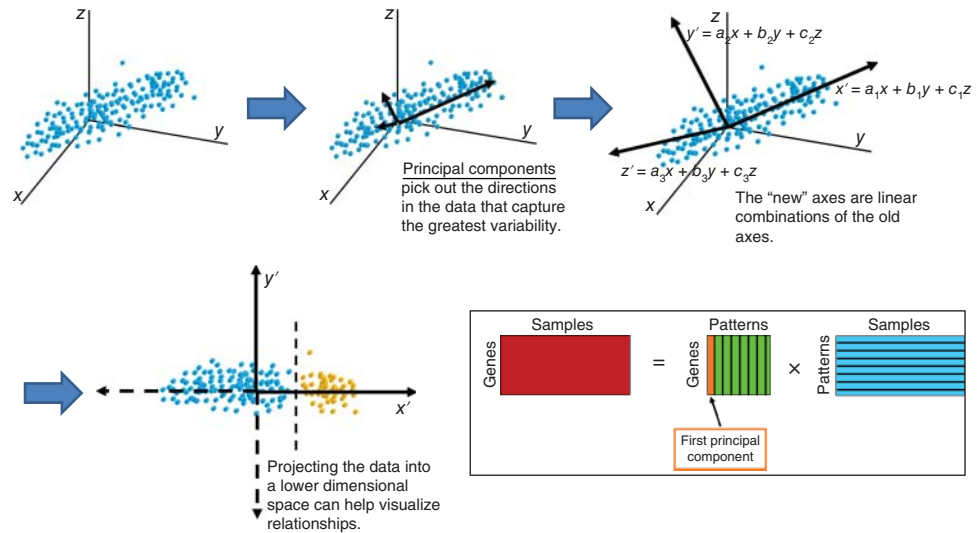 z
y
x
z
y
x
Principal components
pick out the directions
in the data that capture
the greatest variability.
z
y′ = a₂x + b₂y + c₂z
x′ = a₁x + b₁y + c₁z
y
z′ = a₃x + b₃y + c₃z
x
The “new” axes are linear
combinations of the old
axes.
y′
x′
Projecting the data into
a lower dimensional
space can help visualize
relationships.
Samples
Genes
=
Patterns
Genes
×
Samples
Patterns
First principal
component